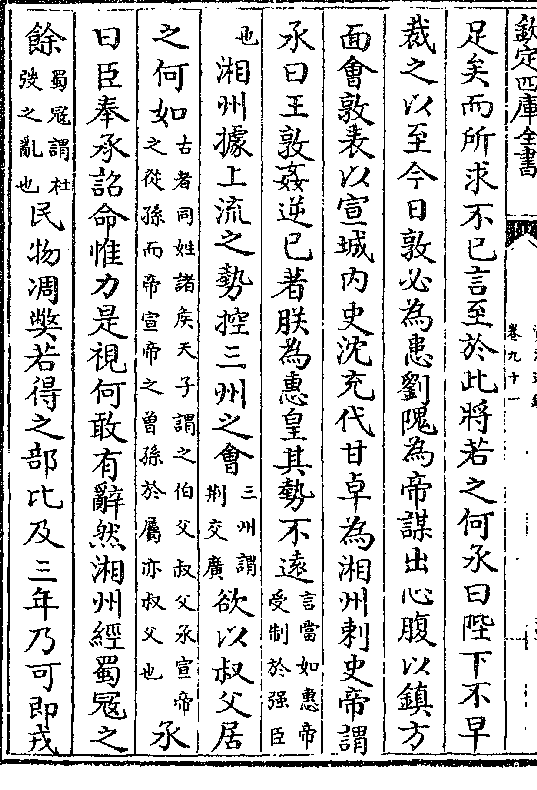 欽定四庫全書
卷九十一
足矣而所求不已言至於此將若之何氶曰陛下不早
裁之以至今日敦必為患劉隗為帝謀出心腹以鎮方
面會敦表以宣城内史沈充代甘卓為湘州刺史帝謂
氶曰王敦姦逆已著朕為惠皇其勢不遠言當如惠帝受制於强臣
也湘州據上流之勢控三州之會三州謂荆交廣欲以叔父居
之何如古者同姓諸矦天子謂之伯父叔父氶宣帝之從孫而帝宣帝之曾孫於屬亦叔父也氶
曰臣奉承詔命惟力是視何敢有辭然湘州經蜀冦之
餘蜀冦謂杜弢之亂也民物凋弊若得之部比及三年乃可即戎